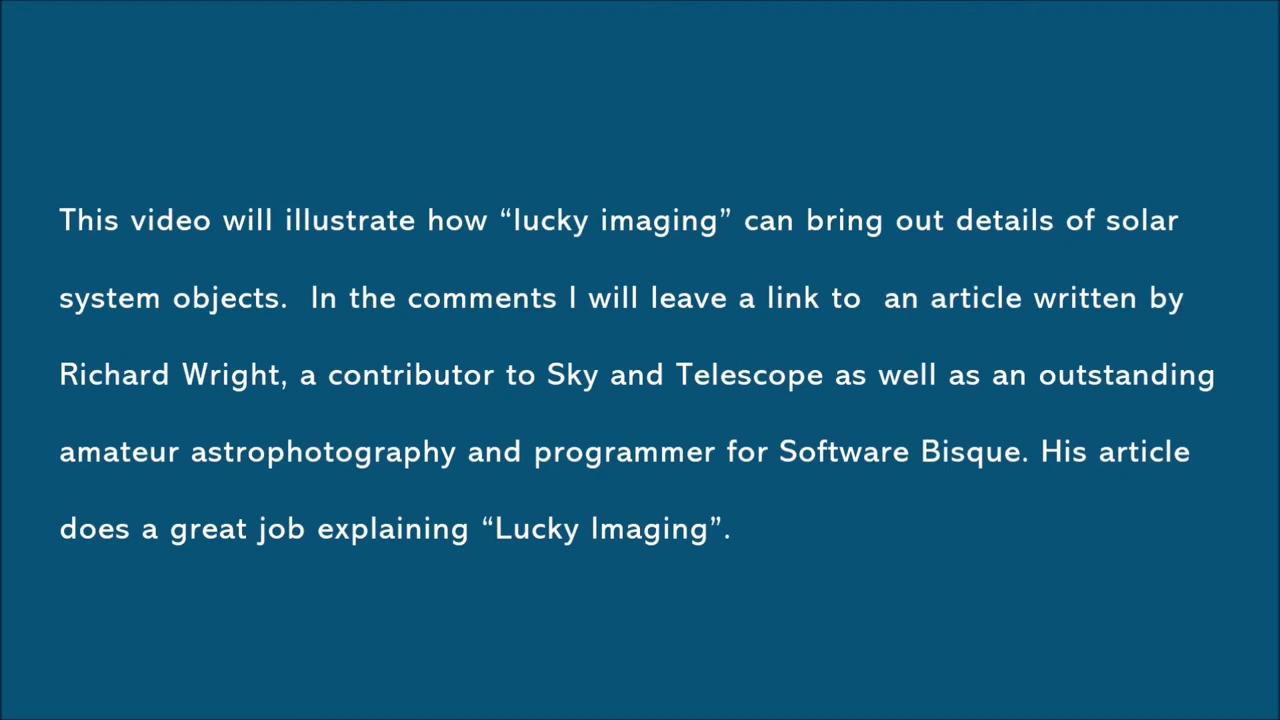 This video will illustrate how “lucky imaging” can bring out details of solar
system objects.  In the comments I will leave a link to  an article written by
Richard Wright, a contributor to Sky and Telescope as well as an outstanding
amateur astrophotography and programmer for Software Bisque. His article
does a great job explaining “Lucky Imaging”.